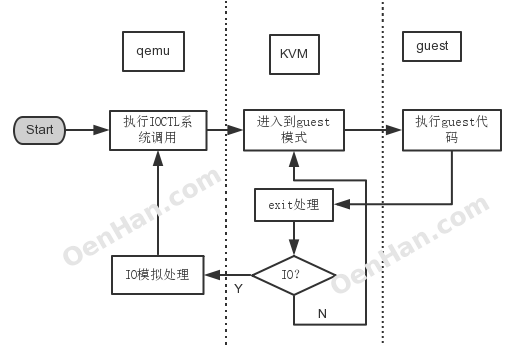 qemu
KVM
guest
Start
执行IOCTL系
统调用
进入到guest
模式
执行guest代
码
exit处理
IO模拟处理
IO?
Y
N
OenHan.com
OenHan.com